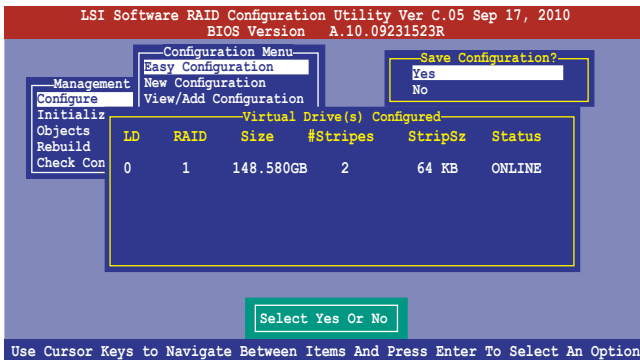 LSI Software RAID Configuration Utility Ver C.05 Sep 17, 2010
BIOS Version A.10.09231523R
Configuration Menu
Easy Configuration
New Configuration
View/Add Configuration
Save Configuration?
Yes
No
Management
Configure
Initializ
Objects
Rebuild
Check Con
Virtual Drive(s) Configured
LD RAID Size #Stripes StripSz Status
0 1 148.580GB 2 64 KB ONLINE
Select Yes Or No
Use Cursor Keys to Navigate Between Items And Press Enter To Select An Option